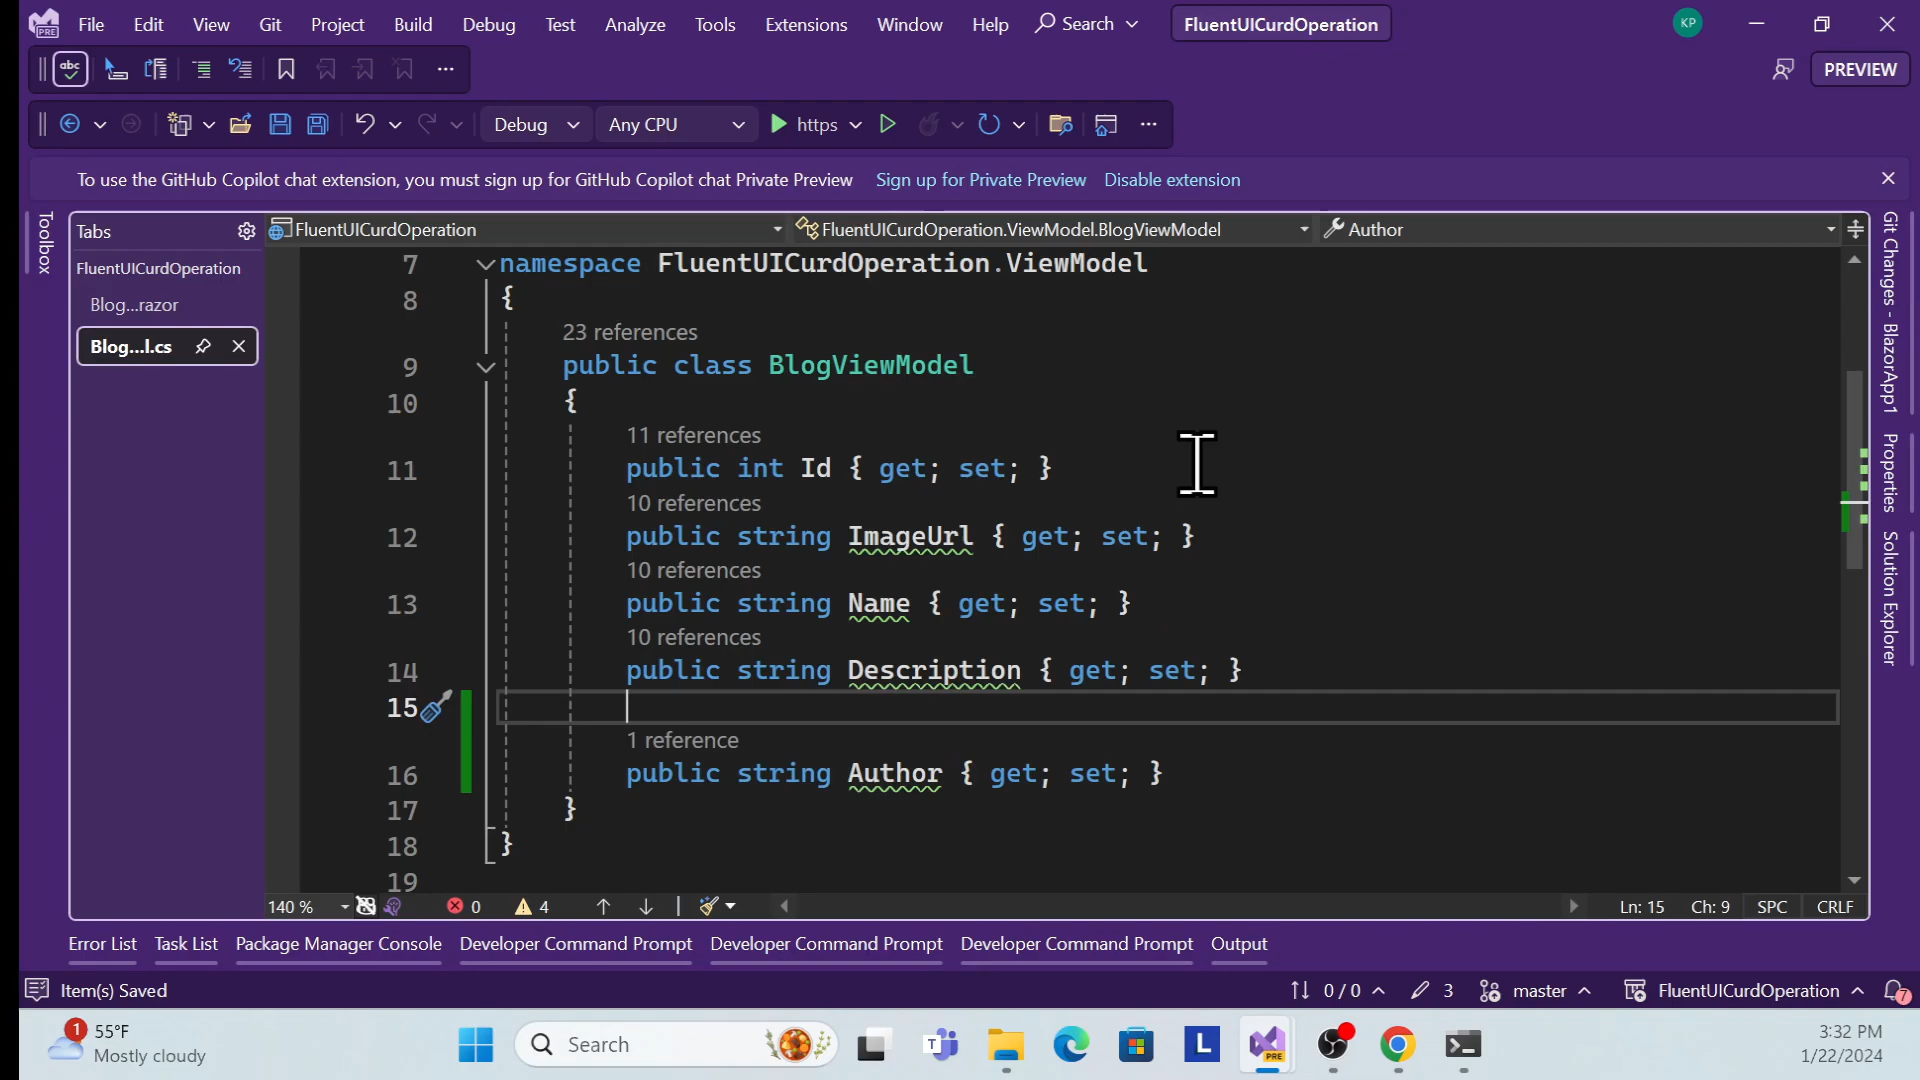 File Edit View Git Project Build Debug Test Analyze Tools Extensions Window Help Search FluentUICurdOperation KP
PRE
abc PREVIEW
Debug Any CPU https
To use the GitHub Copilot chat extension, you must sign up for GitHub Copilot chat Private Preview Sign up for Private Preview Disable extension
Toolbox
Tabs
FluentUICurdOperation
Blog...razor
Blog...l.cs
FluentUICurdOperation FluentUICurdOperation.ViewModel.BlogViewModel Author
7 namespace FluentUICurdOperation.ViewModel
8 {
23 references
9 public class BlogViewModel
10 {
11 references
11 public int Id { get; set; }
10 references
12 public string ImageUrl { get; set; }
10 references
13 public string Name { get; set; }
10 references
14 public string Description { get; set; }
15
1 reference
16 public string Author { get; set; }
17 }
18 }
19
Git Changes - BlazorApp1
Properties
Solution Explorer
140 % 0 4 Ln: 15 Ch: 9 SPC CRLF
Error List Task List Package Manager Console Developer Command Prompt Developer Command Prompt Developer Command Prompt Output
Item(s) Saved 0 / 0 3 master FluentUICurdOperation 7
1 55°F
Mostly cloudy
Search
T
L
PRE
3:32 PM
1/22/2024